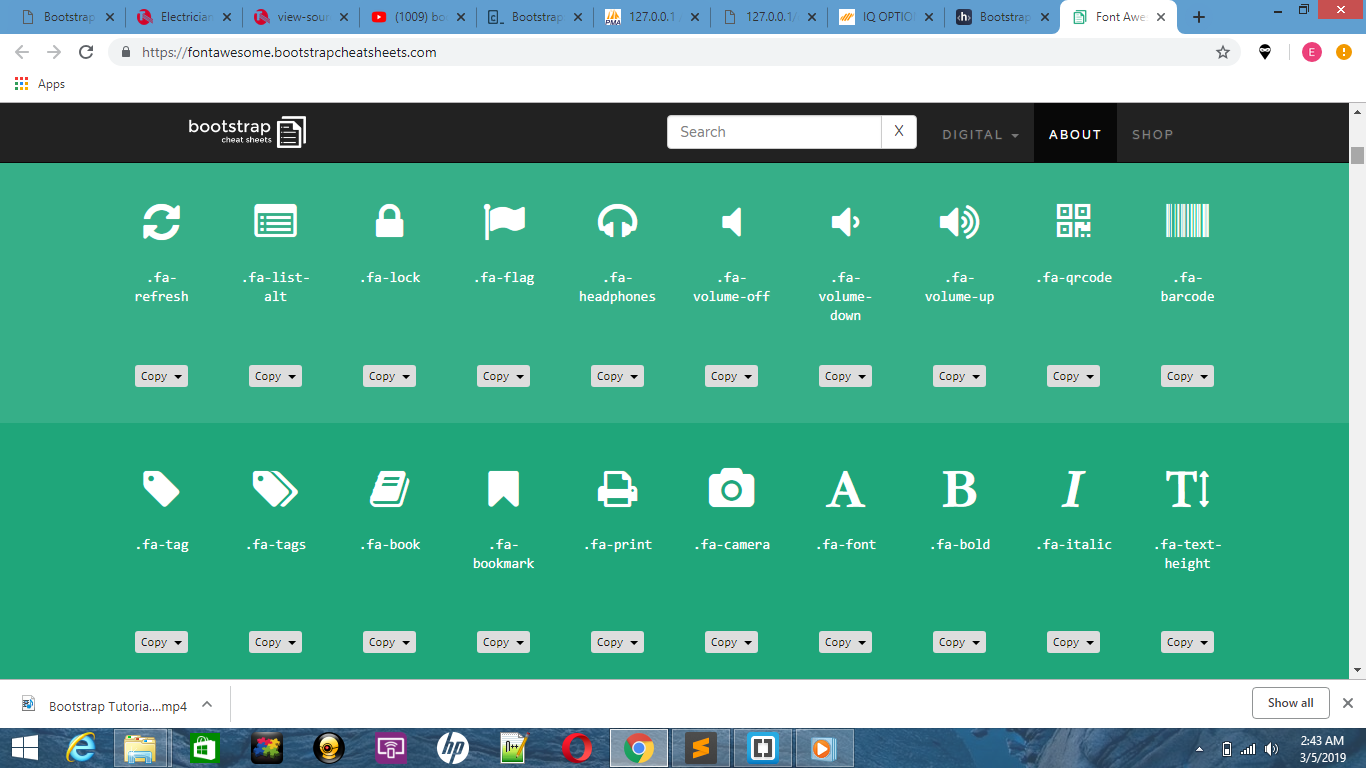 Bootstrap
Electrician
view-sour
(1009) bo
Bootstrap
127.0.0.1
127.0.0.1/
IQ OPTIO
Bootstrap
Font Awe
https://fontawesome.bootstrapcheatsheets.com
E
Apps
bootstrap
cheat sheets
Search
X
DIGITAL
ABOUT
SHOP
.fa-
refresh
.fa-list-
alt
.fa-lock
.fa-flag
.fa-
headphones
.fa-
volume-off
.fa-
volume-
down
.fa-
volume-up
.fa-qrcode
.fa-
barcode
Copy
Copy
Copy
Copy
Copy
Copy
Copy
Copy
Copy
Copy
A
B
I
T
.fa-tag
.fa-tags
.fa-book
.fa-
bookmark
.fa-print
.fa-camera
.fa-font
.fa-bold
.fa-italic
.fa-text-
height
Copy
Copy
Copy
Copy
Copy
Copy
Copy
Copy
Copy
Copy
Bootstrap Tutoria....mp4
Show all
hp
2:43 AM
3/5/2019